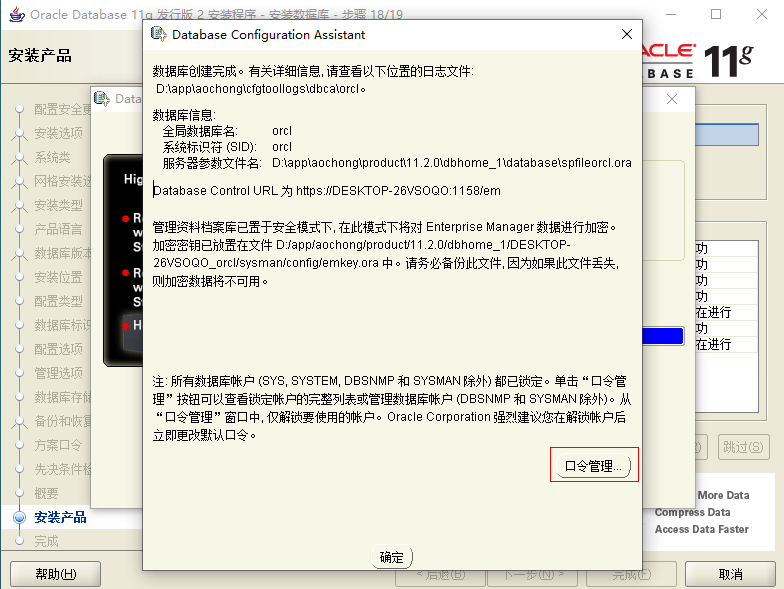 Oracle Database 11g 发行版 2 安装程序 - 安装数据库 - 步骤 18/19
安装产品
ACLE
BASE
11g
配置安全更
安装选项
系统类
网格安装选
安装类型
产品语言
数据库版本
安装位置
配置类型
数据库标识
配置选项
管理选项
数据库存储
备份和恢复
方案口令
先决条件检
概要
安装产品
完成
Data
Hig
R
w
S
R
w
S
H
Database Configuration Assistant
数据库创建完成。有关详细信息, 请查看以下位置的日志文件:
D:\app\aochong\cfgtoollogs\dbca\orcl。
数据库信息:
全局数据库名: orcl
系统标识符 (SID): orcl
服务器参数文件名: D:\app\aochong\product\11.2.0\dbhome_1\database\spfileorcl.ora
Database Control URL 为 https://DESKTOP-26VSOQO:1158/em
管理资料档案库已置于安全模式下, 在此模式下将对 Enterprise Manager 数据进行加密。
加密密钥已放置在文件 D:/app/aochong/product/11.2.0/dbhome_1/DESKTOP-
26VSOQO_orcl/sysman/config/emkey.ora 中。请务必备份此文件, 因为如果此文件丢失,
则加密数据将不可用。
注: 所有数据库帐户 (SYS, SYSTEM, DBSNMP 和 SYSMAN 除外) 都已锁定。单击“口令管
理”按钮可以查看锁定帐户的完整列表或管理数据库帐户 (DBSNMP 和 SYSMAN 除外)。从
“口令管理”窗口中, 仅解锁要使用的帐户。Oracle Corporation 强烈建议您在解锁帐户后
立即更改默认口令。
口令管理...
确定
功
功
功
功
在进行
功
在进行
跳过(S)
More Data
Compress Data
Access Data Faster
帮助(H)
< 后退(B)
下一步(N) >
完成(F)
取消